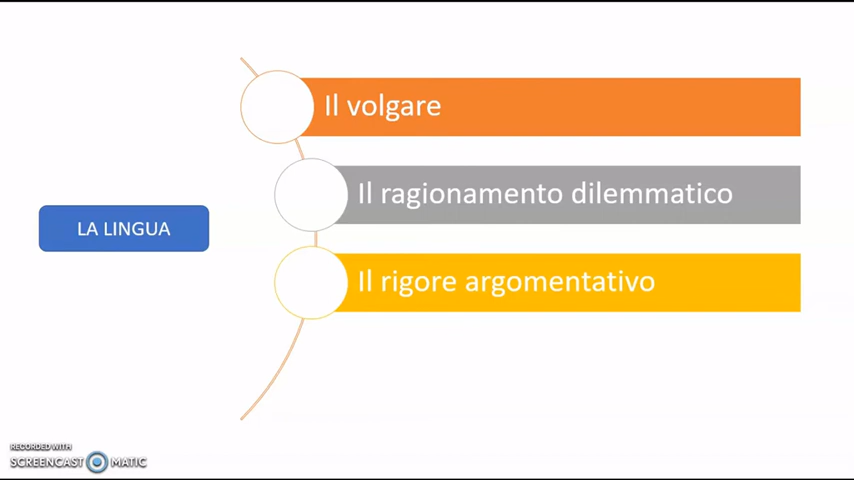 Il volgare
Il ragionamento dilemmatico
LA LINGUA
Il rigore argomentativo
RECORDED WITH
SCREENCAST MATIC